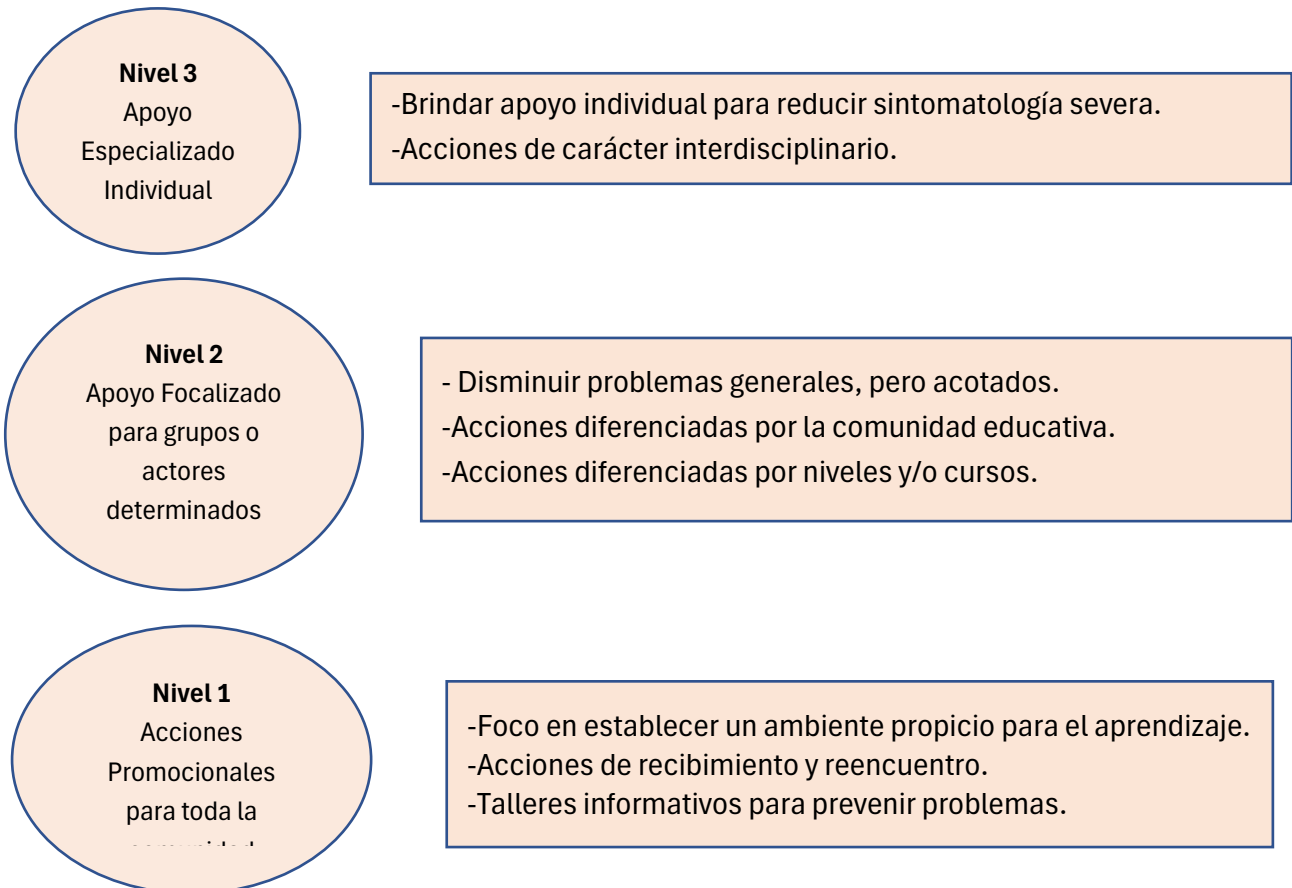 Nivel 3
Apoyo
Especializado
Individual
-Brindar apoyo individual para reducir sintomatología severa.
-Acciones de carácter interdisciplinario.
Nivel 2
Apoyo Focalizado
para grupos o
actores
determinados
- Disminuir problemas generales, pero acotados.
-Acciones diferenciadas por la comunidad educativa.
-Acciones diferenciadas por niveles y/o cursos.
Nivel 1
Acciones
Promocionales
para toda la
-Foco en establecer un ambiente propicio para el aprendizaje.
-Acciones de recibimiento y reencuentro.
-Talleres informativos para prevenir problemas.